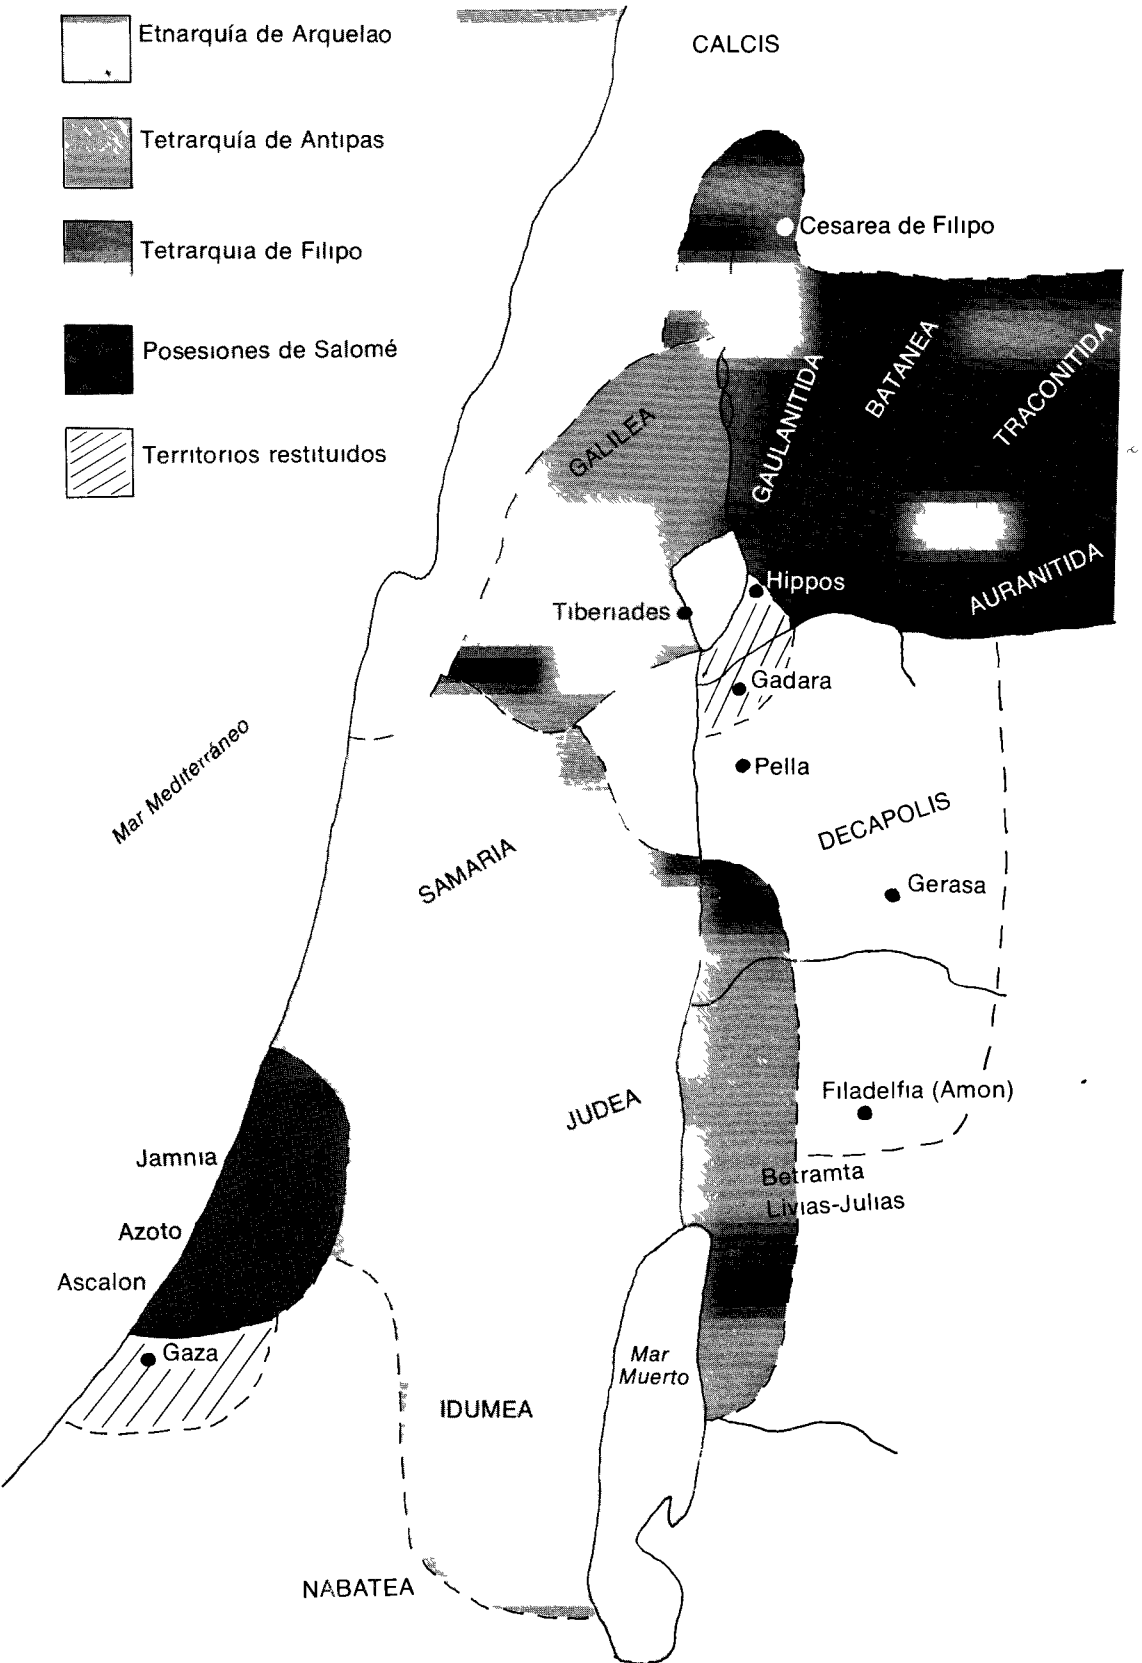 Etnarquía de Arquelao
Tetrarquía de Antipas
Tetrarquia de Filipo
Posesiones de Salomé
Territorios restituidos
CALCIS
Cesarea de Filipo
BATANEA
TRACONITIDA
GAULANITIDA
GALILEA
AURANITIDA
Hippos
Tiberiades
Gadara
Mar Mediterráneo
Pella
DECAPOLIS
SAMARIA
Gerasa
Filadelfia (Amon)
JUDEA
Jamnia
Betramta
Livias-Julias
Azoto
Ascalon
Gaza
Mar
Muerto
IDUMEA
NABATEA